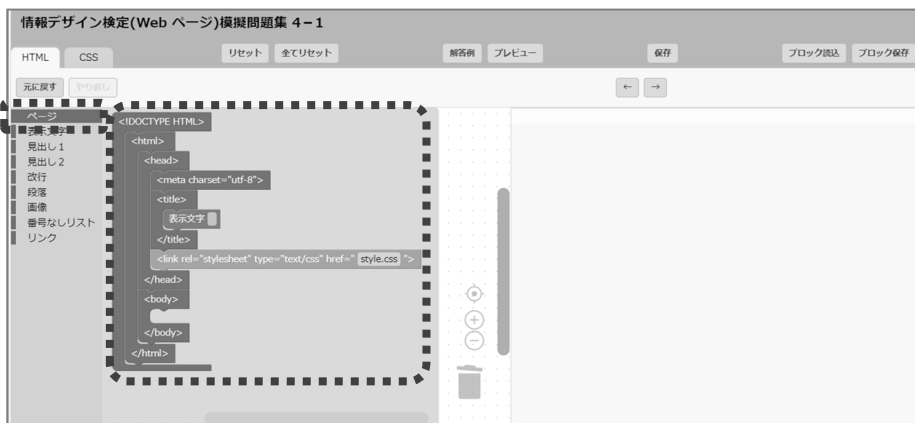 情報デザイン検定(Web ページ)模擬問題集 4－1
HTML CSS リセット 全てリセット 解答例 プレビュー 保存 ブロック読込 ブロック保存
元に戻す やり直し ← →
ページ
表示文字
見出し1
見出し2
改行
段落
画像
番号なしリスト
リンク
<!DOCTYPE HTML>
<html>
<head>
<meta charset="utf-8">
<title>
表示文字
</title>
<link rel="stylesheet" type="text/css" href=" style.css ">
</head>
<body>
</body>
</html>